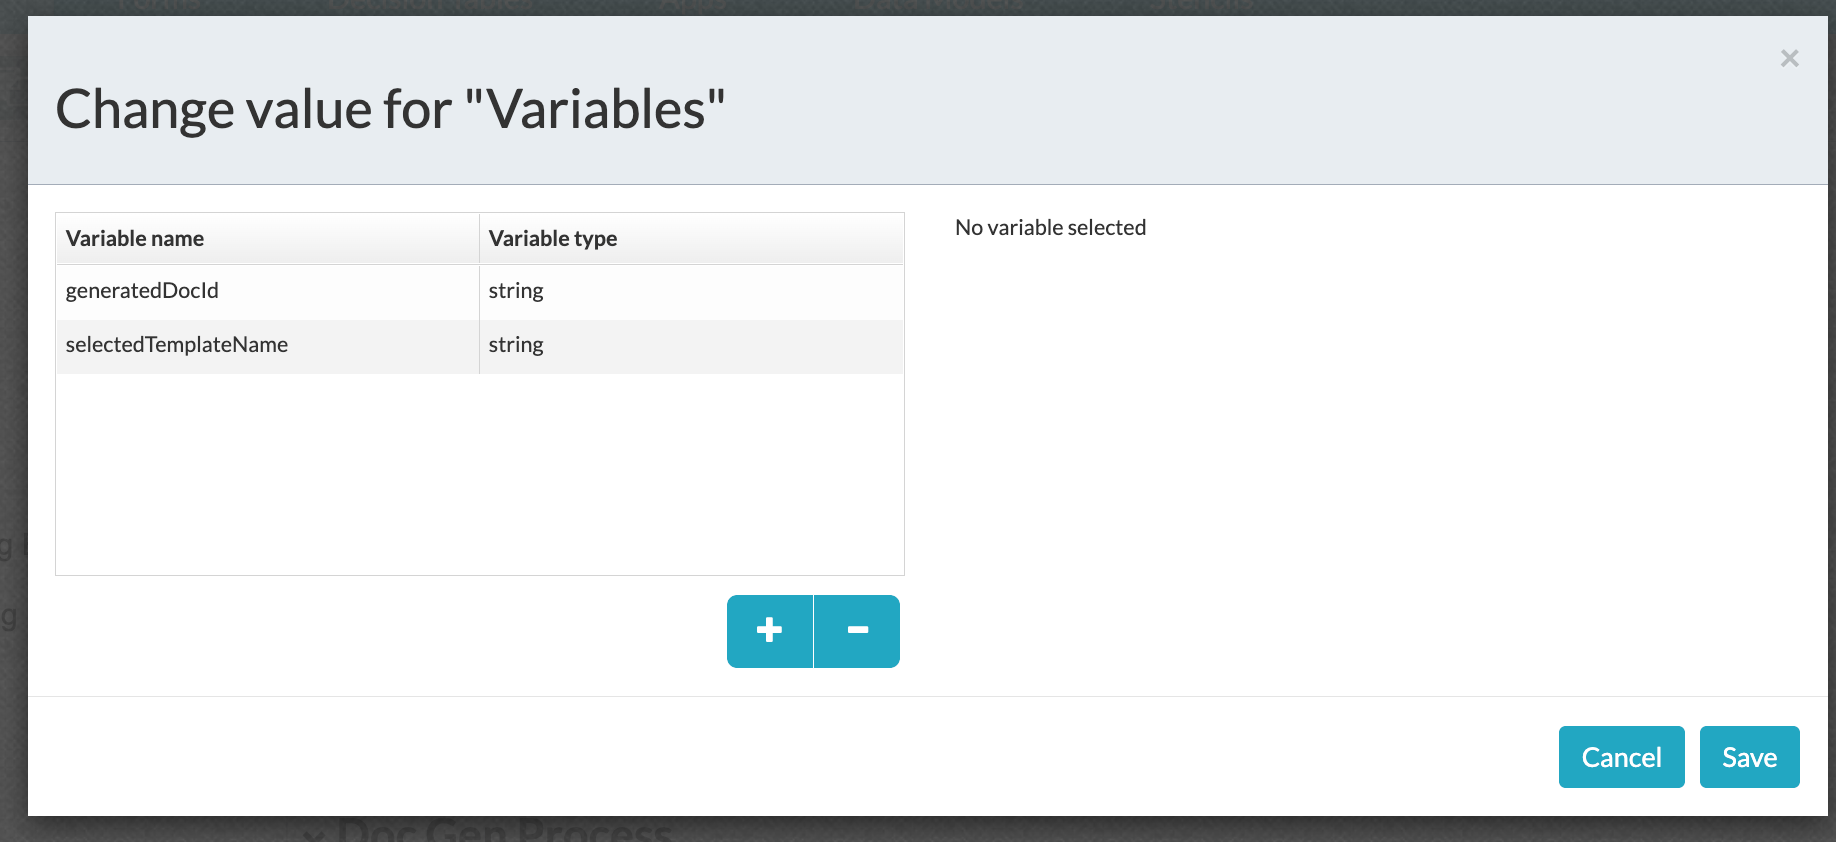 ×
Change value for "Variables"
Variable name Variable type
generatedDocId string
selectedTemplateName string
No variable selected
Cancel Save
Doc Gen Process